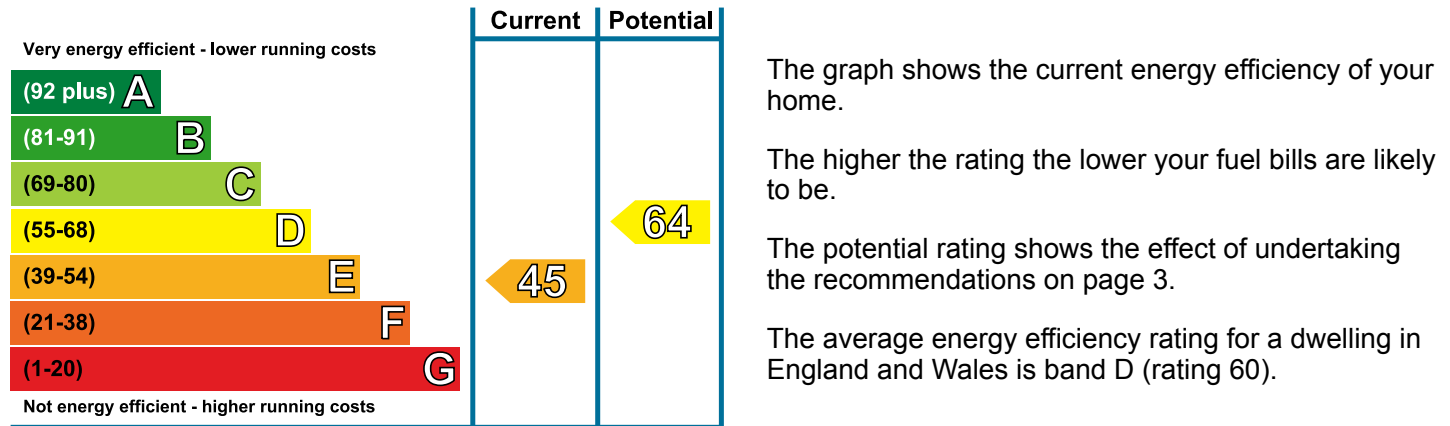 Current Potential
Very energy efficient - lower running costs
(92 plus) A
(81-91) B
(69-80) C
(55-68) D
64
(39-54) E
45
(21-38) F
(1-20) G
Not energy efficient - higher running costs
The graph shows the current energy efficiency of your
home.
The higher the rating the lower your fuel bills are likely
to be.
The potential rating shows the effect of undertaking
the recommendations on page 3.
The average energy efficiency rating for a dwelling in
England and Wales is band D (rating 60).